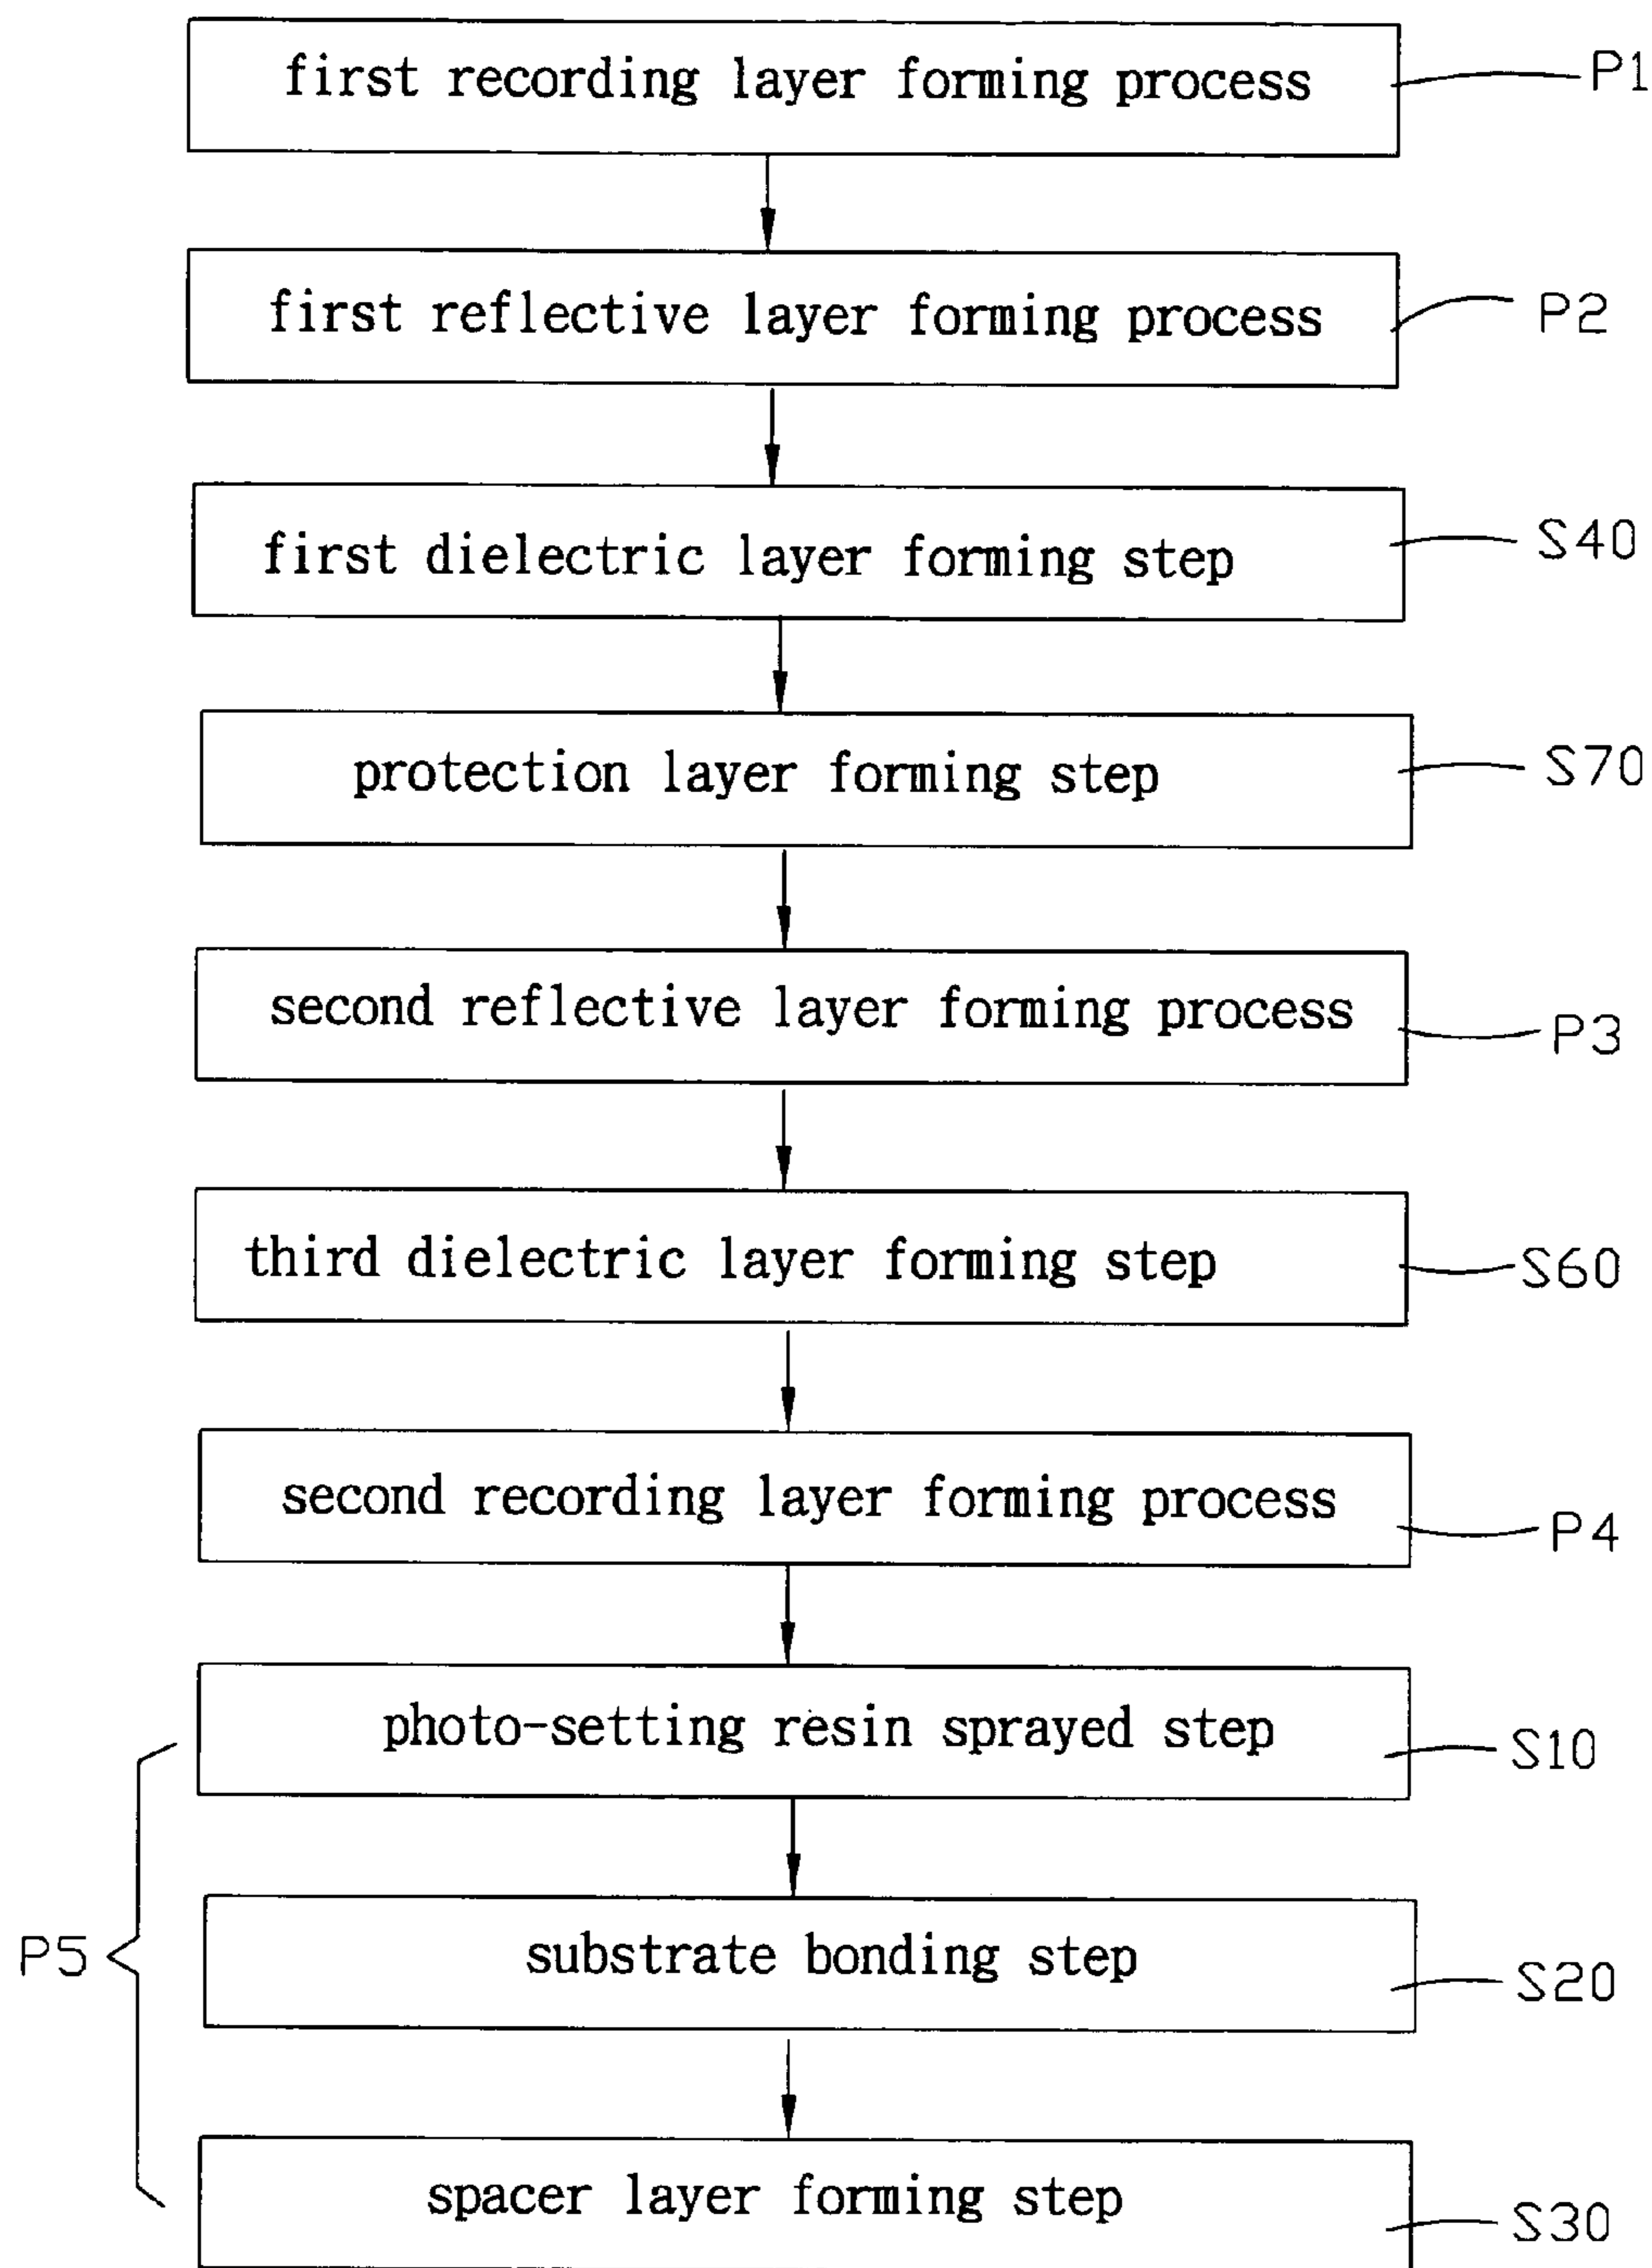 first recording layer forming process
P1
first reflective layer forming process
P2
first dielectric layer forming step
S40
protection layer forming step
S70
second reflective layer forming process
P3
third dielectric layer forming step
S60
second recording layer forming process
P4
photo-setting resin sprayed step
S10
P5
substrate bonding step
S20
spacer layer forming step
S30